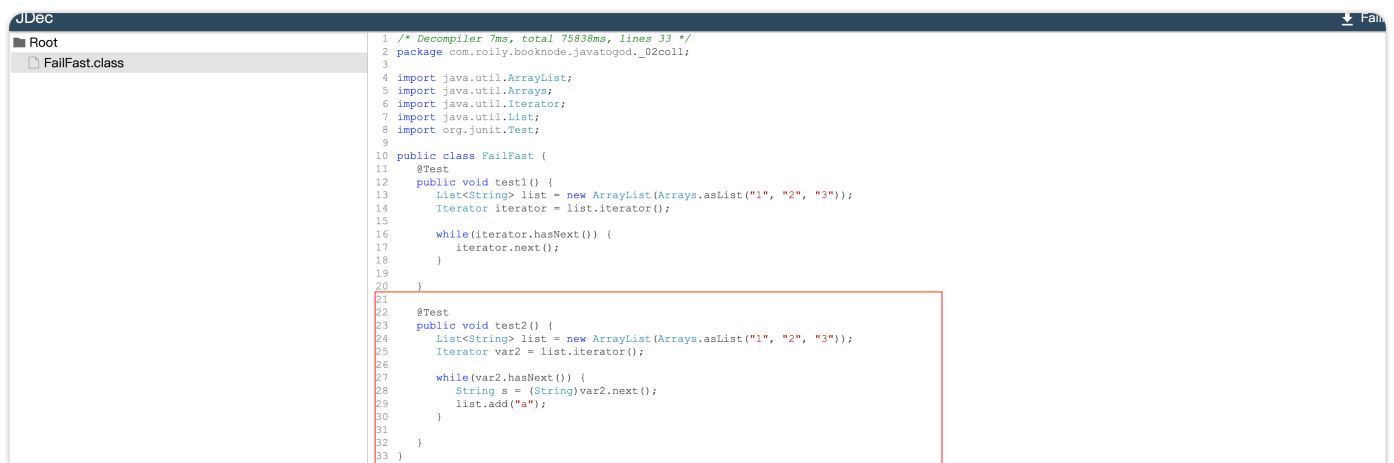 JDec
Root
FailFast.class
1 /* Decompiler 7ms, total 75838ms, lines 33 */
2 package com.roily.booknode.javatogod._02coll;
3
4 import java.util.ArrayList;
5 import java.util.Arrays;
6 import java.util.Iterator;
7 import java.util.List;
8 import org.junit.Test;
9
10 public class FailFast {
11 @Test
12 public void test1() {
13 List<String> list = new ArrayList(Arrays.asList("1", "2", "3"));
14 Iterator iterator = list.iterator();
15
16 while(iterator.hasNext()) {
17 iterator.next();
18 }
19
20 }
21
22 @Test
23 public void test2() {
24 List<String> list = new ArrayList(Arrays.asList("1", "2", "3"));
25 Iterator var2 = list.iterator();
26
27 while(var2.hasNext()) {
28 String s = (String)var2.next();
29 list.add("a");
30 }
31
32 }
33 }